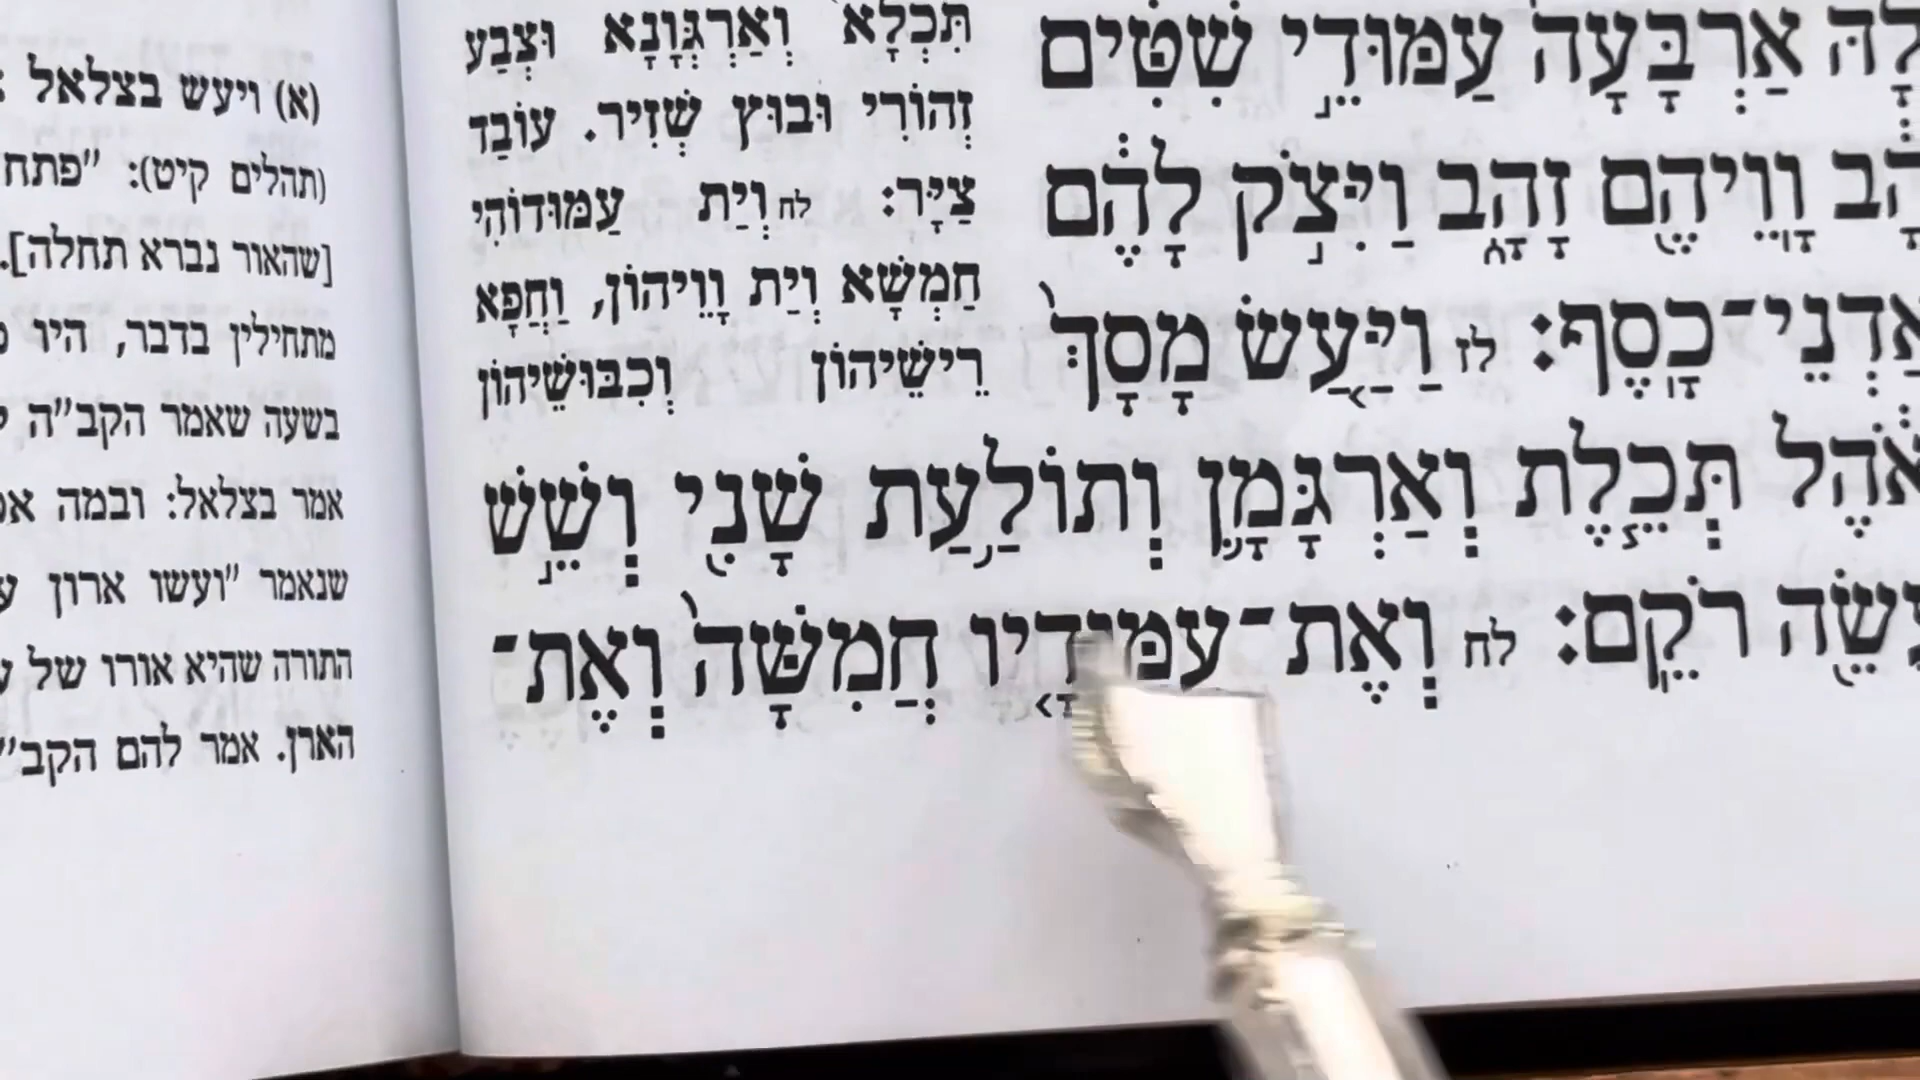 לָהּ אַרְבָּעָה֙ עַמּוּדֵ֣י שִׁטִּ֔ים
וָוֵיהֶ֖ם זָהָ֑ב וַיִּצֹ֣ק לָהֶ֔ם
אַדְנֵי־כָֽסֶף׃ לז וַיַּ֤עַשׂ מָסָךְ֙
תְּכֵ֧לֶת וְאַרְגָּמָ֛ן וְתוֹלַ֥עַת שָׁנִ֖י וְשֵׁ֣שׁ
רֹקֵֽם׃ לח וְאֶת־עַמּוּדָ֤יו חֲמִשָּׁה֙ וְאֶת־
תִּכְלָא וְאַרְגְּוָנָא וּצְבַע
זְהוֹרִי וּבוּץ שְׁזִיר. עוֹבַד
צַיָּר: לח וְיַת עַמּוּדוֹהִי
חַמְשָׁא וְיַת וָוֵיהוֹן, וַחֲפָא
רֵישֵׁיהוֹן וְכִבּוּשֵׁיהוֹן
(א) ויעש בצלאל
(תהלים קיט): "פתח
[שהאור נברא תחלה].
מתחילין בדבר, היו
בשעה שאמר הקב"ה
אמר בצלאל: ובמה
שנאמר "ועשו ארון
התורה שהיא אורו של
הארן. אמר להם הקב"